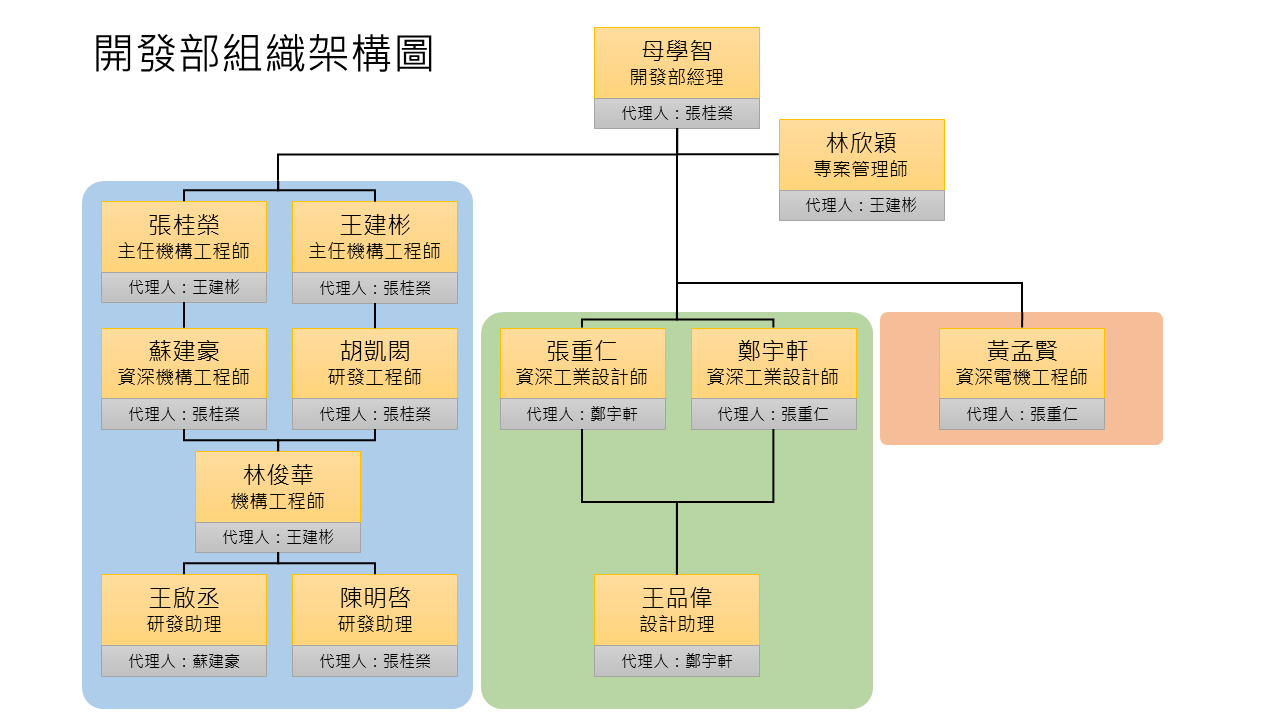 開發部組織架構圖
母學智
開發部經理
代理人：張桂榮
林欣穎
專案管理師
代理人：王建彬
張桂榮
主任機構工程師
代理人：王建彬
王建彬
主任機構工程師
代理人：張桂榮
蘇建豪
資深機構工程師
代理人：張桂榮
胡凱閎
研發工程師
代理人：張桂榮
張重仁
資深工業設計師
代理人：鄭宇軒
鄭宇軒
資深工業設計師
代理人：張重仁
黃孟賢
資深電機工程師
代理人：張重仁
林俊華
機構工程師
代理人：王建彬
王啟丞
研發助理
代理人：蘇建豪
陳明啓
研發助理
代理人：張桂榮
王品偉
設計助理
代理人：鄭宇軒